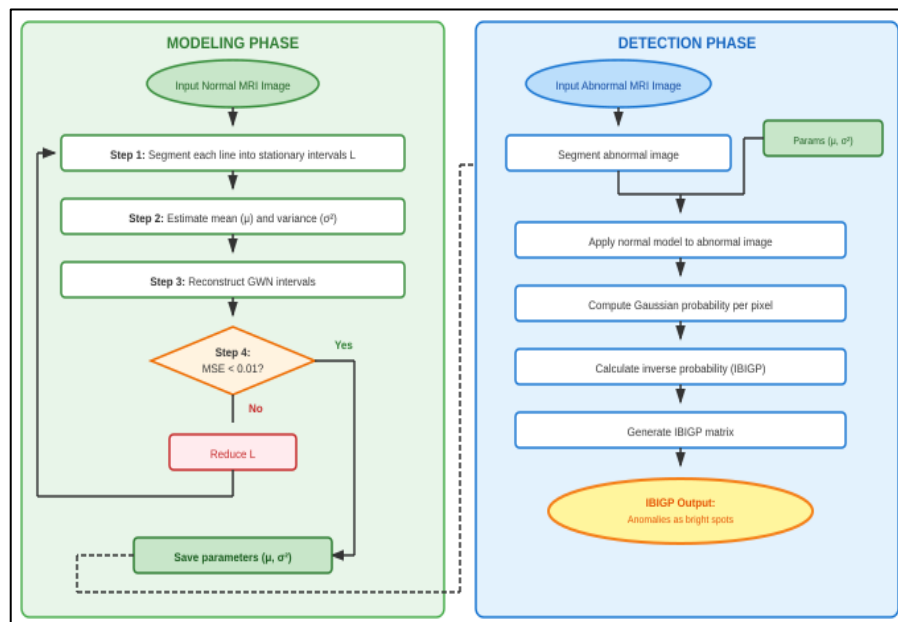 MODELING PHASE
Input Normal MRI Image
Step 1: Segment each line into stationary intervals L
Step 2: Estimate mean (μ) and variance (σ²)
Step 3: Reconstruct GWN intervals
Step 4:
MSE < 0.01?
Yes
No
Reduce L
Save parameters (μ, σ²)
DETECTION PHASE
Input Abnormal MRI Image
Params (μ, σ²)
Segment abnormal image
Apply normal model to abnormal image
Compute Gaussian probability per pixel
Calculate inverse probability (IBIGP)
Generate IBIGP matrix
IBIGP Output:
Anomalies as bright spots